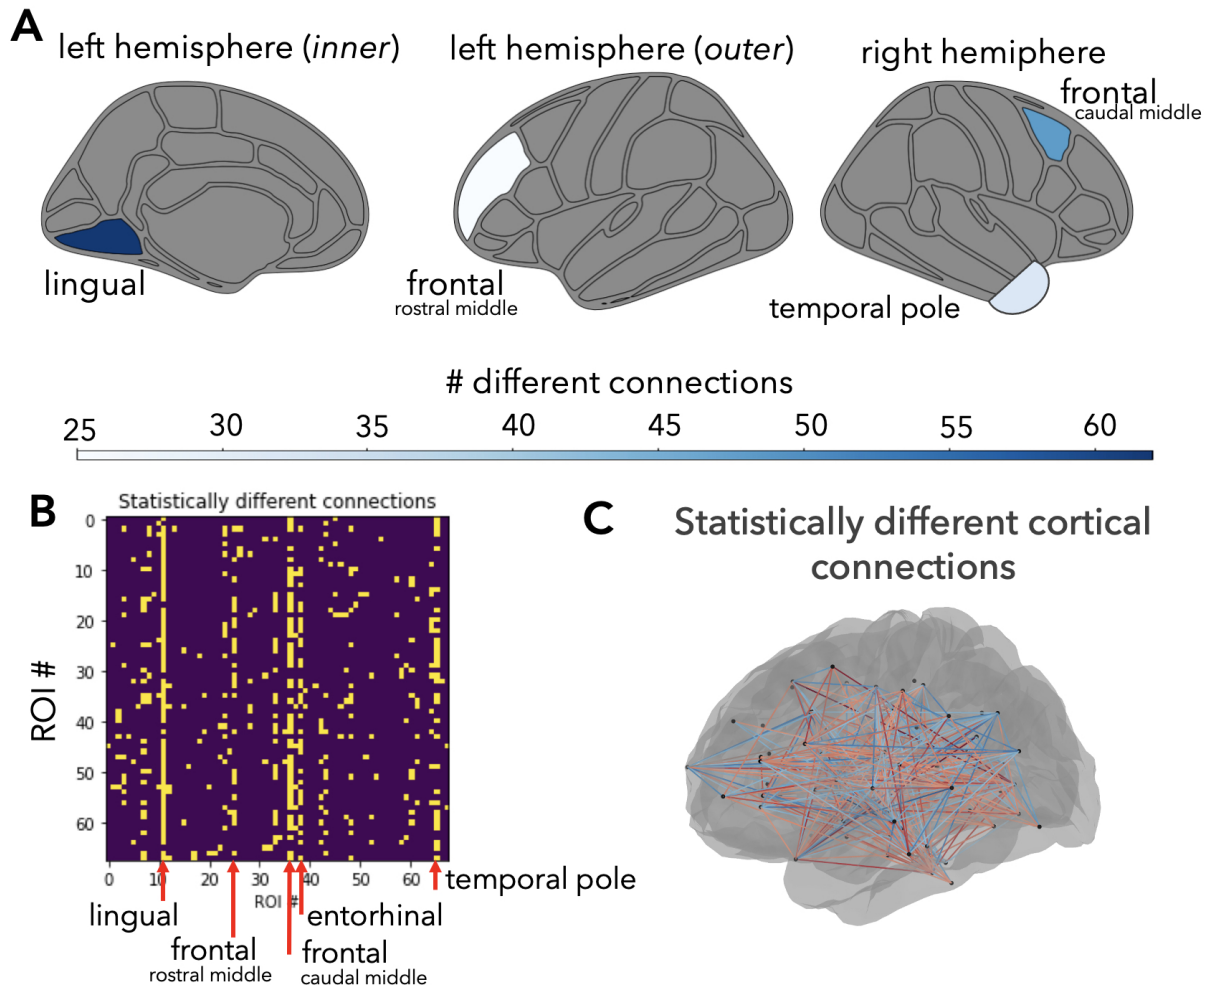 A
left hemisphere (inner)
left hemisphere (outer)
right hemiphere
frontal
caudal middle
lingual
frontal
rostral middle
temporal pole
# different connections
25 30 35 40 45 50 55 60
B
Statistically different connections
0
10
20
30
40
50
60
ROI #
0 10 20 30 40 50 60
ROI #
lingual
frontal
rostral middle
entorhinal
frontal
caudal middle
temporal pole
C
Statistically different cortical
connections